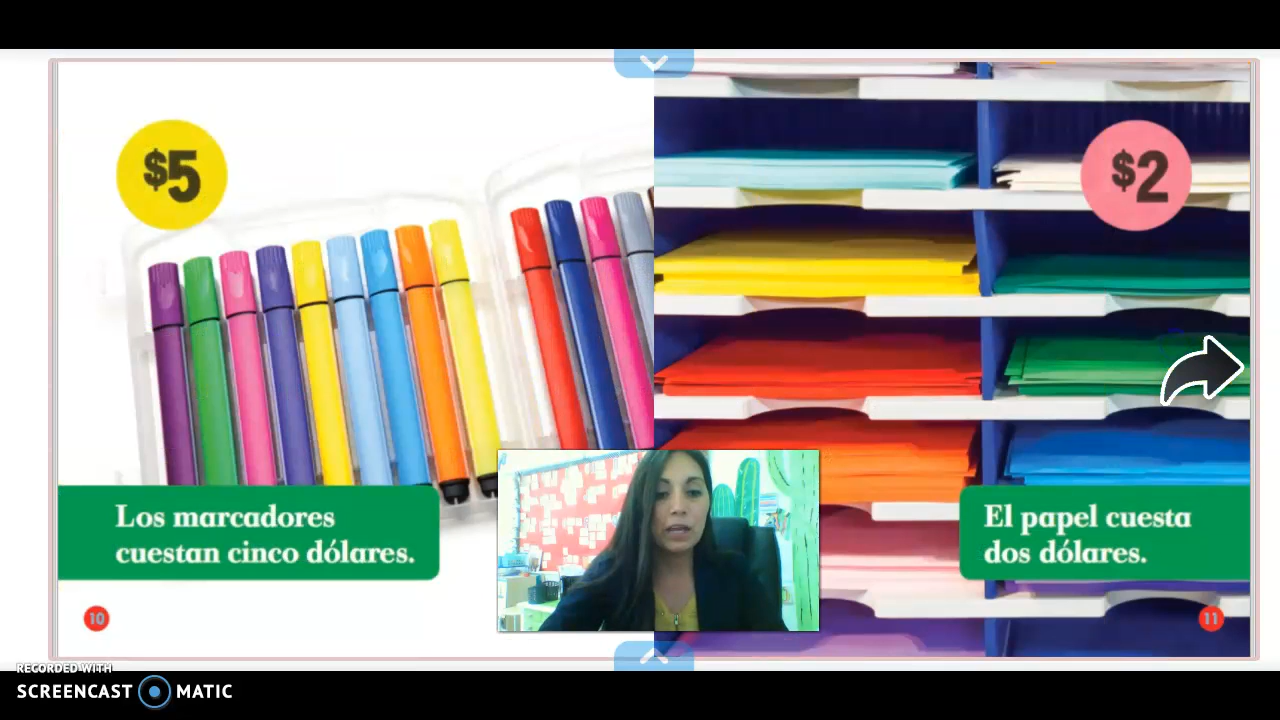 $5
Los marcadores
cuestan cinco dólares.
10
$2
El papel cuesta
dos dólares.
11
RECORDED WITH
SCREENCAST MATIC